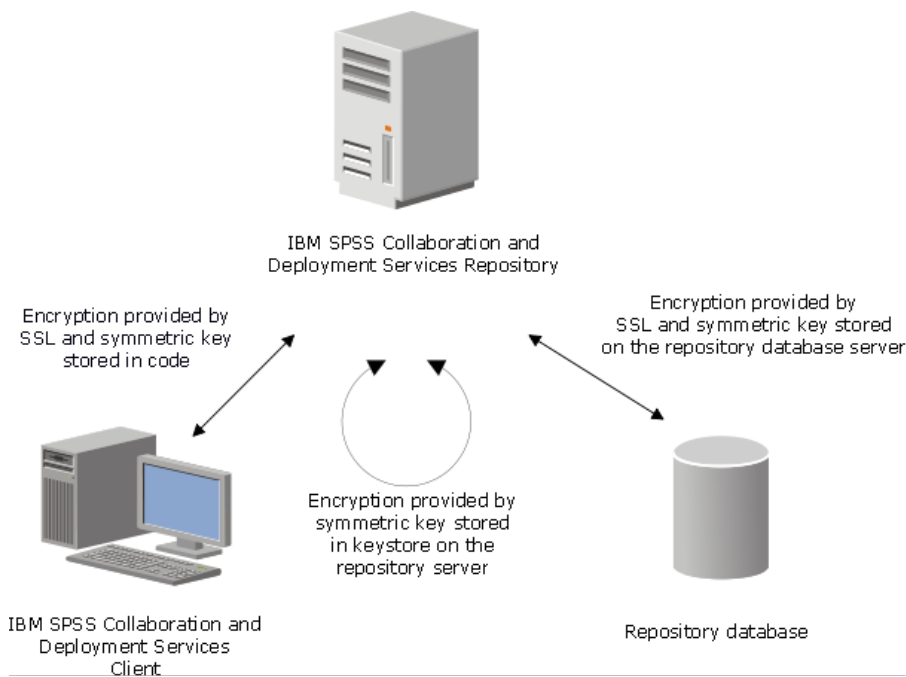 IBM SPSS Collaboration and
Deployment Services Repository
Encryption provided by
SSL and symmetric key
stored in code
Encryption provided by
SSL and symmetric key stored
on the repository database server
Encryption provided by
symmetric key stored
in keystore on the
repository server
IBM SPSS Collaboration and
Deployment Services
Client
Repository database